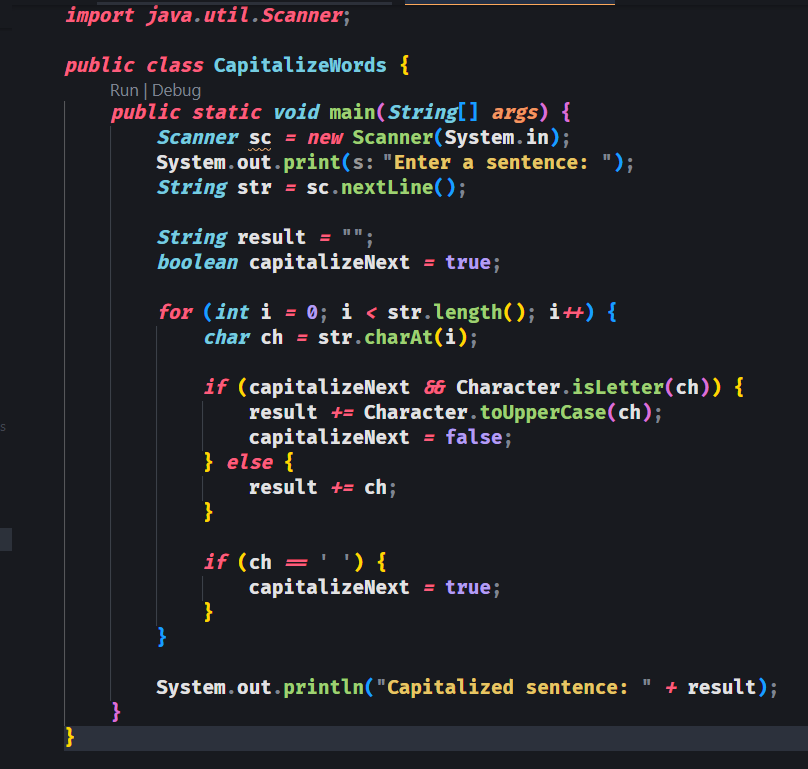 import java.util.Scanner;
public class CapitalizeWords {
Run | Debug
public static void main(String[] args) {
Scanner sc = new Scanner(System.in);
System.out.print(s: "Enter a sentence: ");
String str = sc.nextLine();
String result = "";
boolean capitalizeNext = true;
for (int i = 0; i < str.length(); i++) {
char ch = str.charAt(i);
if (capitalizeNext && Character.isLetter(ch)) {
result += Character.toUpperCase(ch);
capitalizeNext = false;
} else {
result += ch;
}
if (ch == ' ') {
capitalizeNext = true;
}
}
System.out.println("Capitalized sentence: " + result);
}
}